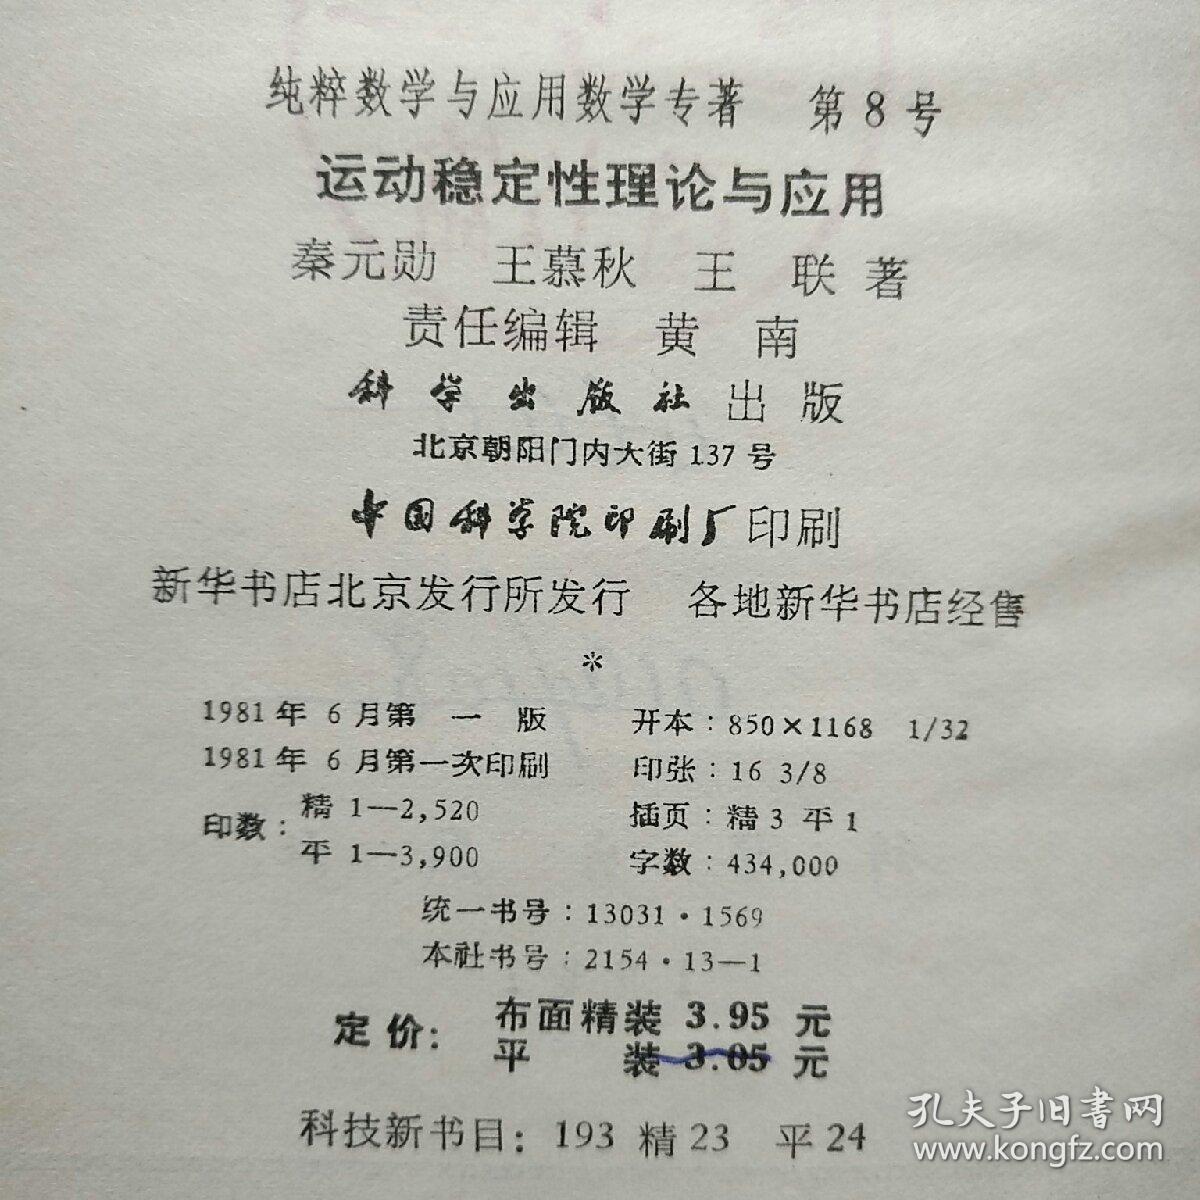 纯粹数学与应用数学专著 第8号
运动稳定性理论与应用
秦元勋 王慕秋 王 联 著
责任编辑 黄 南
科学出版社 出版
北京朝阳门内大街 137 号
中国科学院印刷厂 印刷
新华书店北京发行所发行 各地新华书店经售
*
1981年 6 月第 一 版 开本：850×1168 1/32
1981年 6 月第一次印刷 印张：16 3/8
印数：精 1—2,520 插页：精 3 平 1
平 1—3,900 字数：434,000
统一书号：13031·1569
本社书号：2154·13—1
定价：布面精装 3.95 元
平 装 3.05 元
科技新书目：193 精 23 平 24
孔夫子旧书网
www.kongfz.com